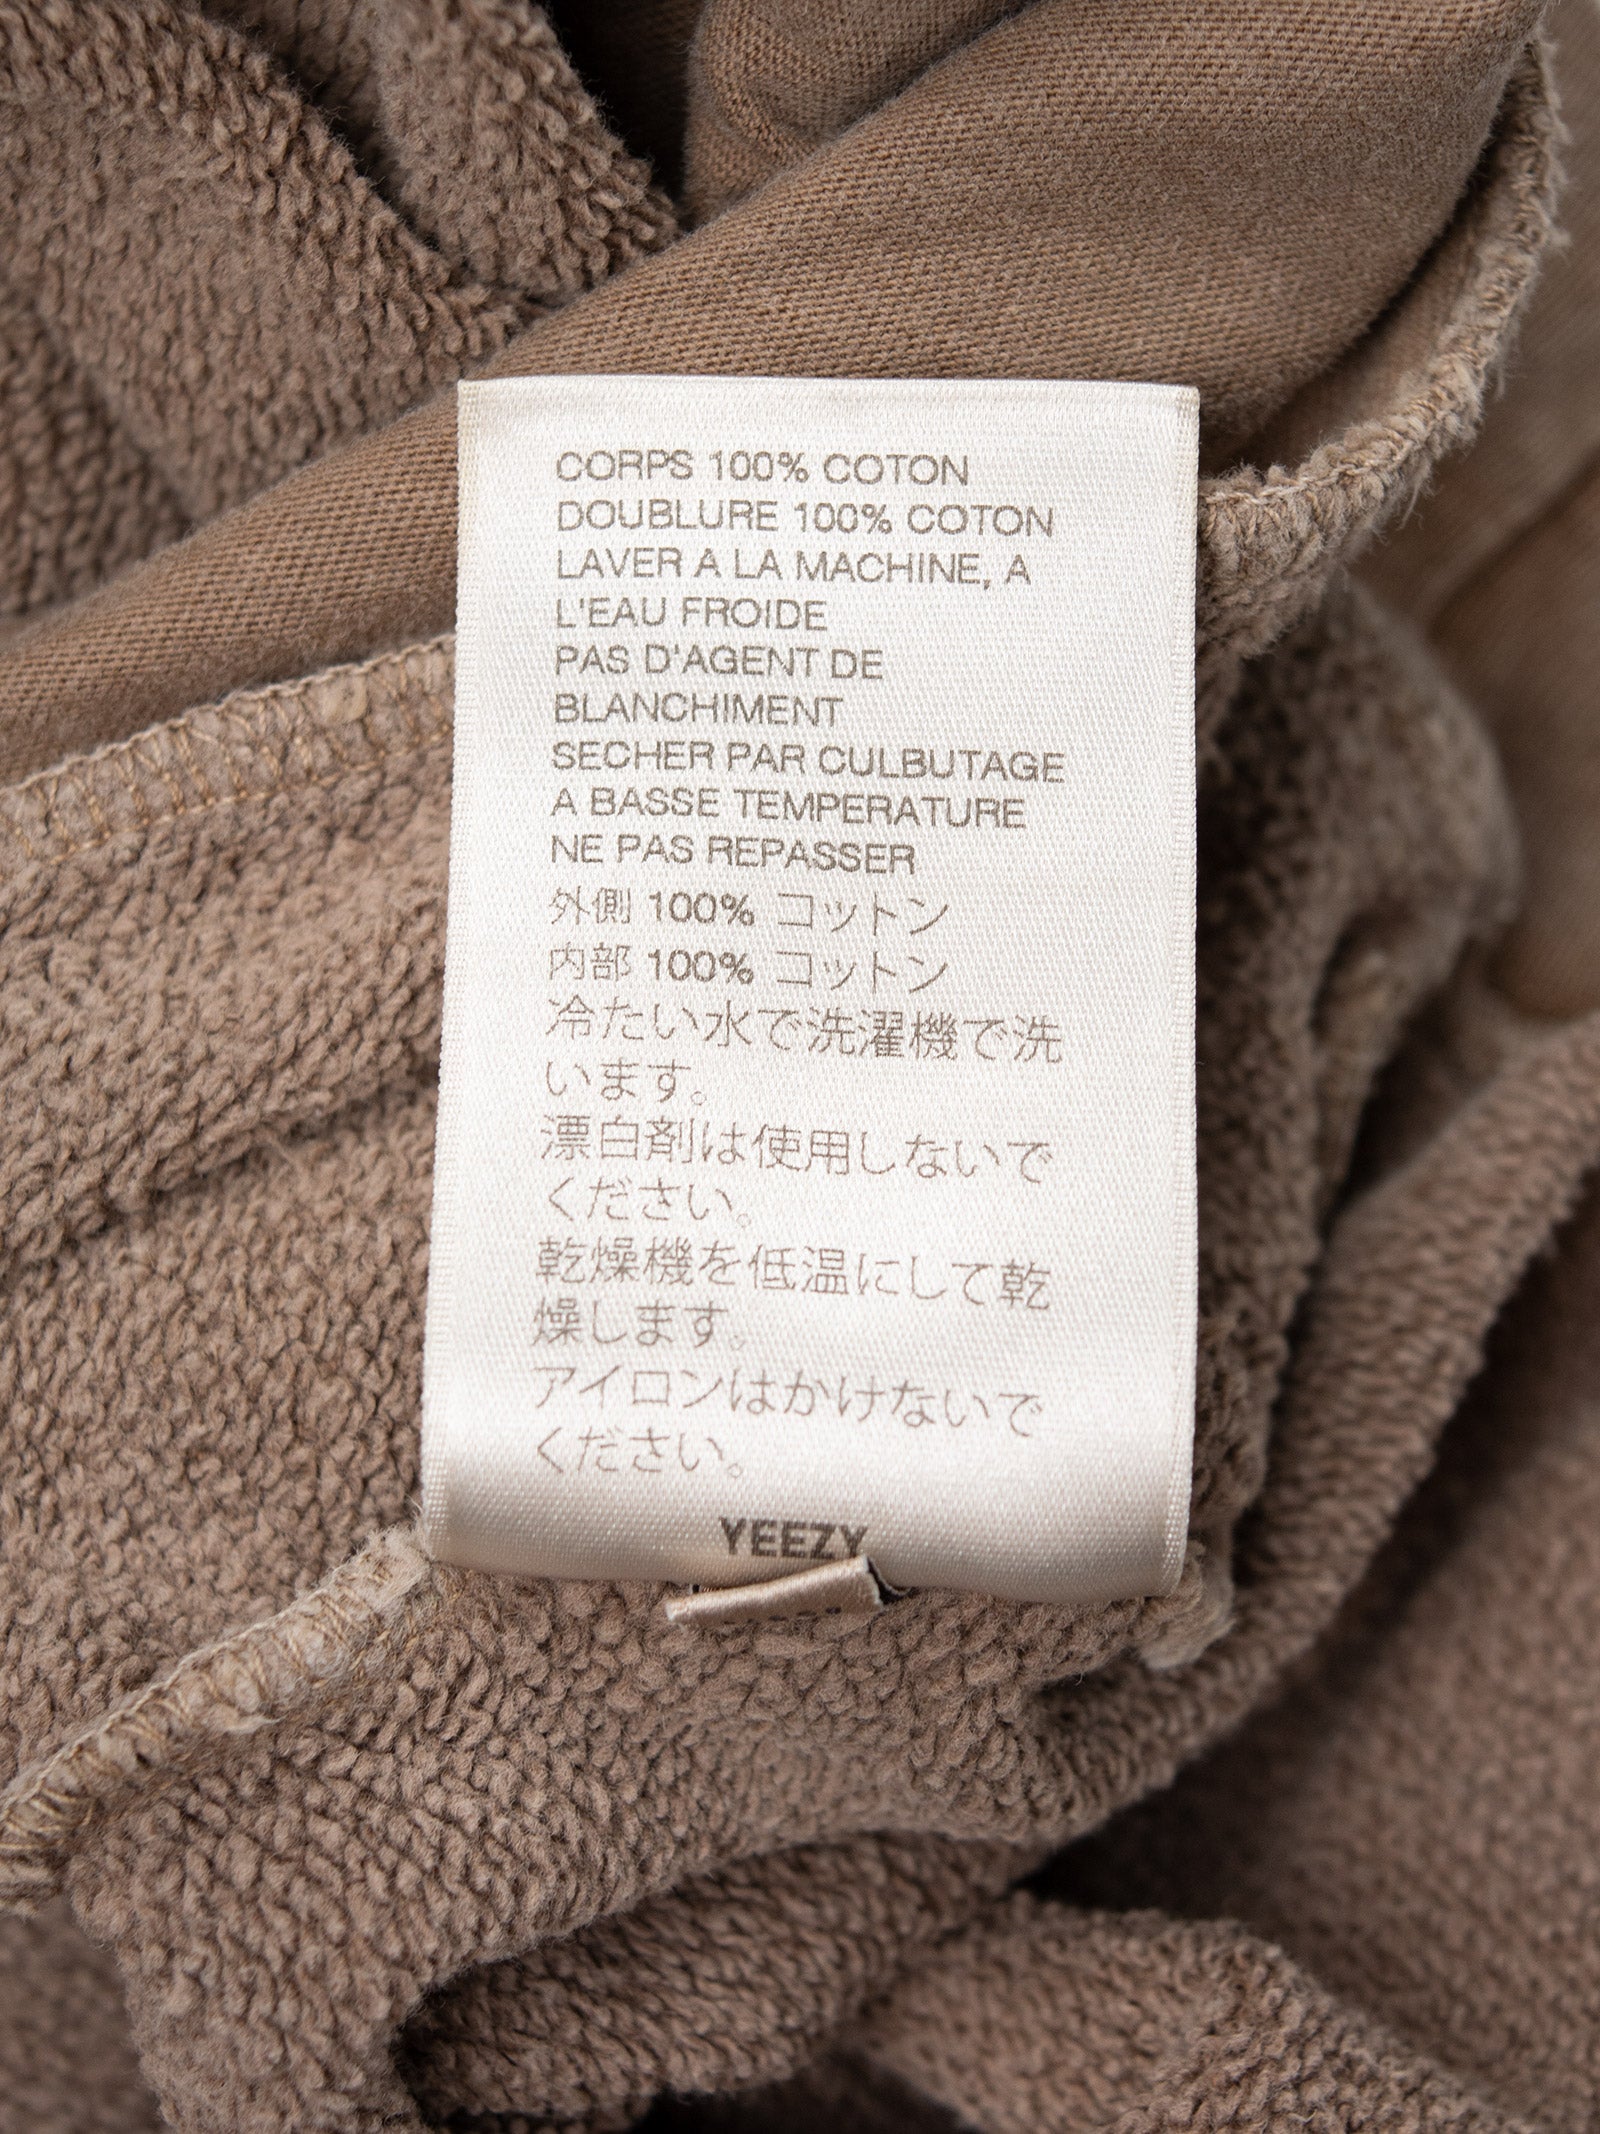 CORPS 100% COTON
DOUBLURE 100% COTON
LAVER A LA MACHINE, A
L'EAU FROIDE
PAS D'AGENT DE
BLANCHIMENT
SECHER PAR CULBUTAGE
A BASSE TEMPERATURE
NE PAS REPASSER
外側 100% コットン
内部 100% コットン
冷たい水で洗濯機で洗
います。
漂白剤は使用しないで
ください。
乾燥機を低温にして乾
燥します。
アイロンはかけないで
ください。
YEEZY